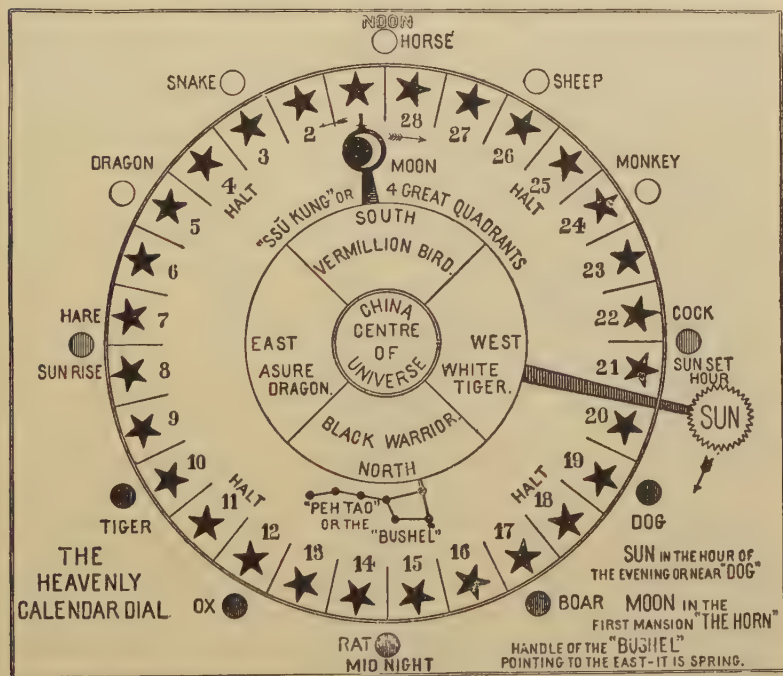 NOON
HORSE
SNAKE
SHEEP
DRAGON
MONKEY
HARE
SUN RISE
COCK
SUN SET
HOUR
TIGER
DOG
OX
BOAR
RAT
MID NIGHT
1
2
3
4
5
6
7
8
9
10
11
12
13
14
15
16
17
18
19
20
21
22
23
24
25
26
27
28
HALT
HALT
HALT
HALT
MOON
SUN
"SSŬ KUNG" OR 4 GREAT QUADRANTS
SOUTH
VERMILLION BIRD.
EAST
ASURE
DRAGON.
CHINA
CENTRE
OF
UNIVERSE
WEST
WHITE
TIGER.
BLACK WARRIOR.
NORTH
"PEH TAO"
OR THE
"BUSHEL"
THE
HEAVENLY
CALENDAR DIAL.
SUN IN THE HOUR OF
THE EVENING OR NEAR "DOG"
MOON IN THE
FIRST MANSION "THE HORN"
HANDLE OF THE "BUSHEL"
POINTING TO THE EAST-IT IS SPRING.